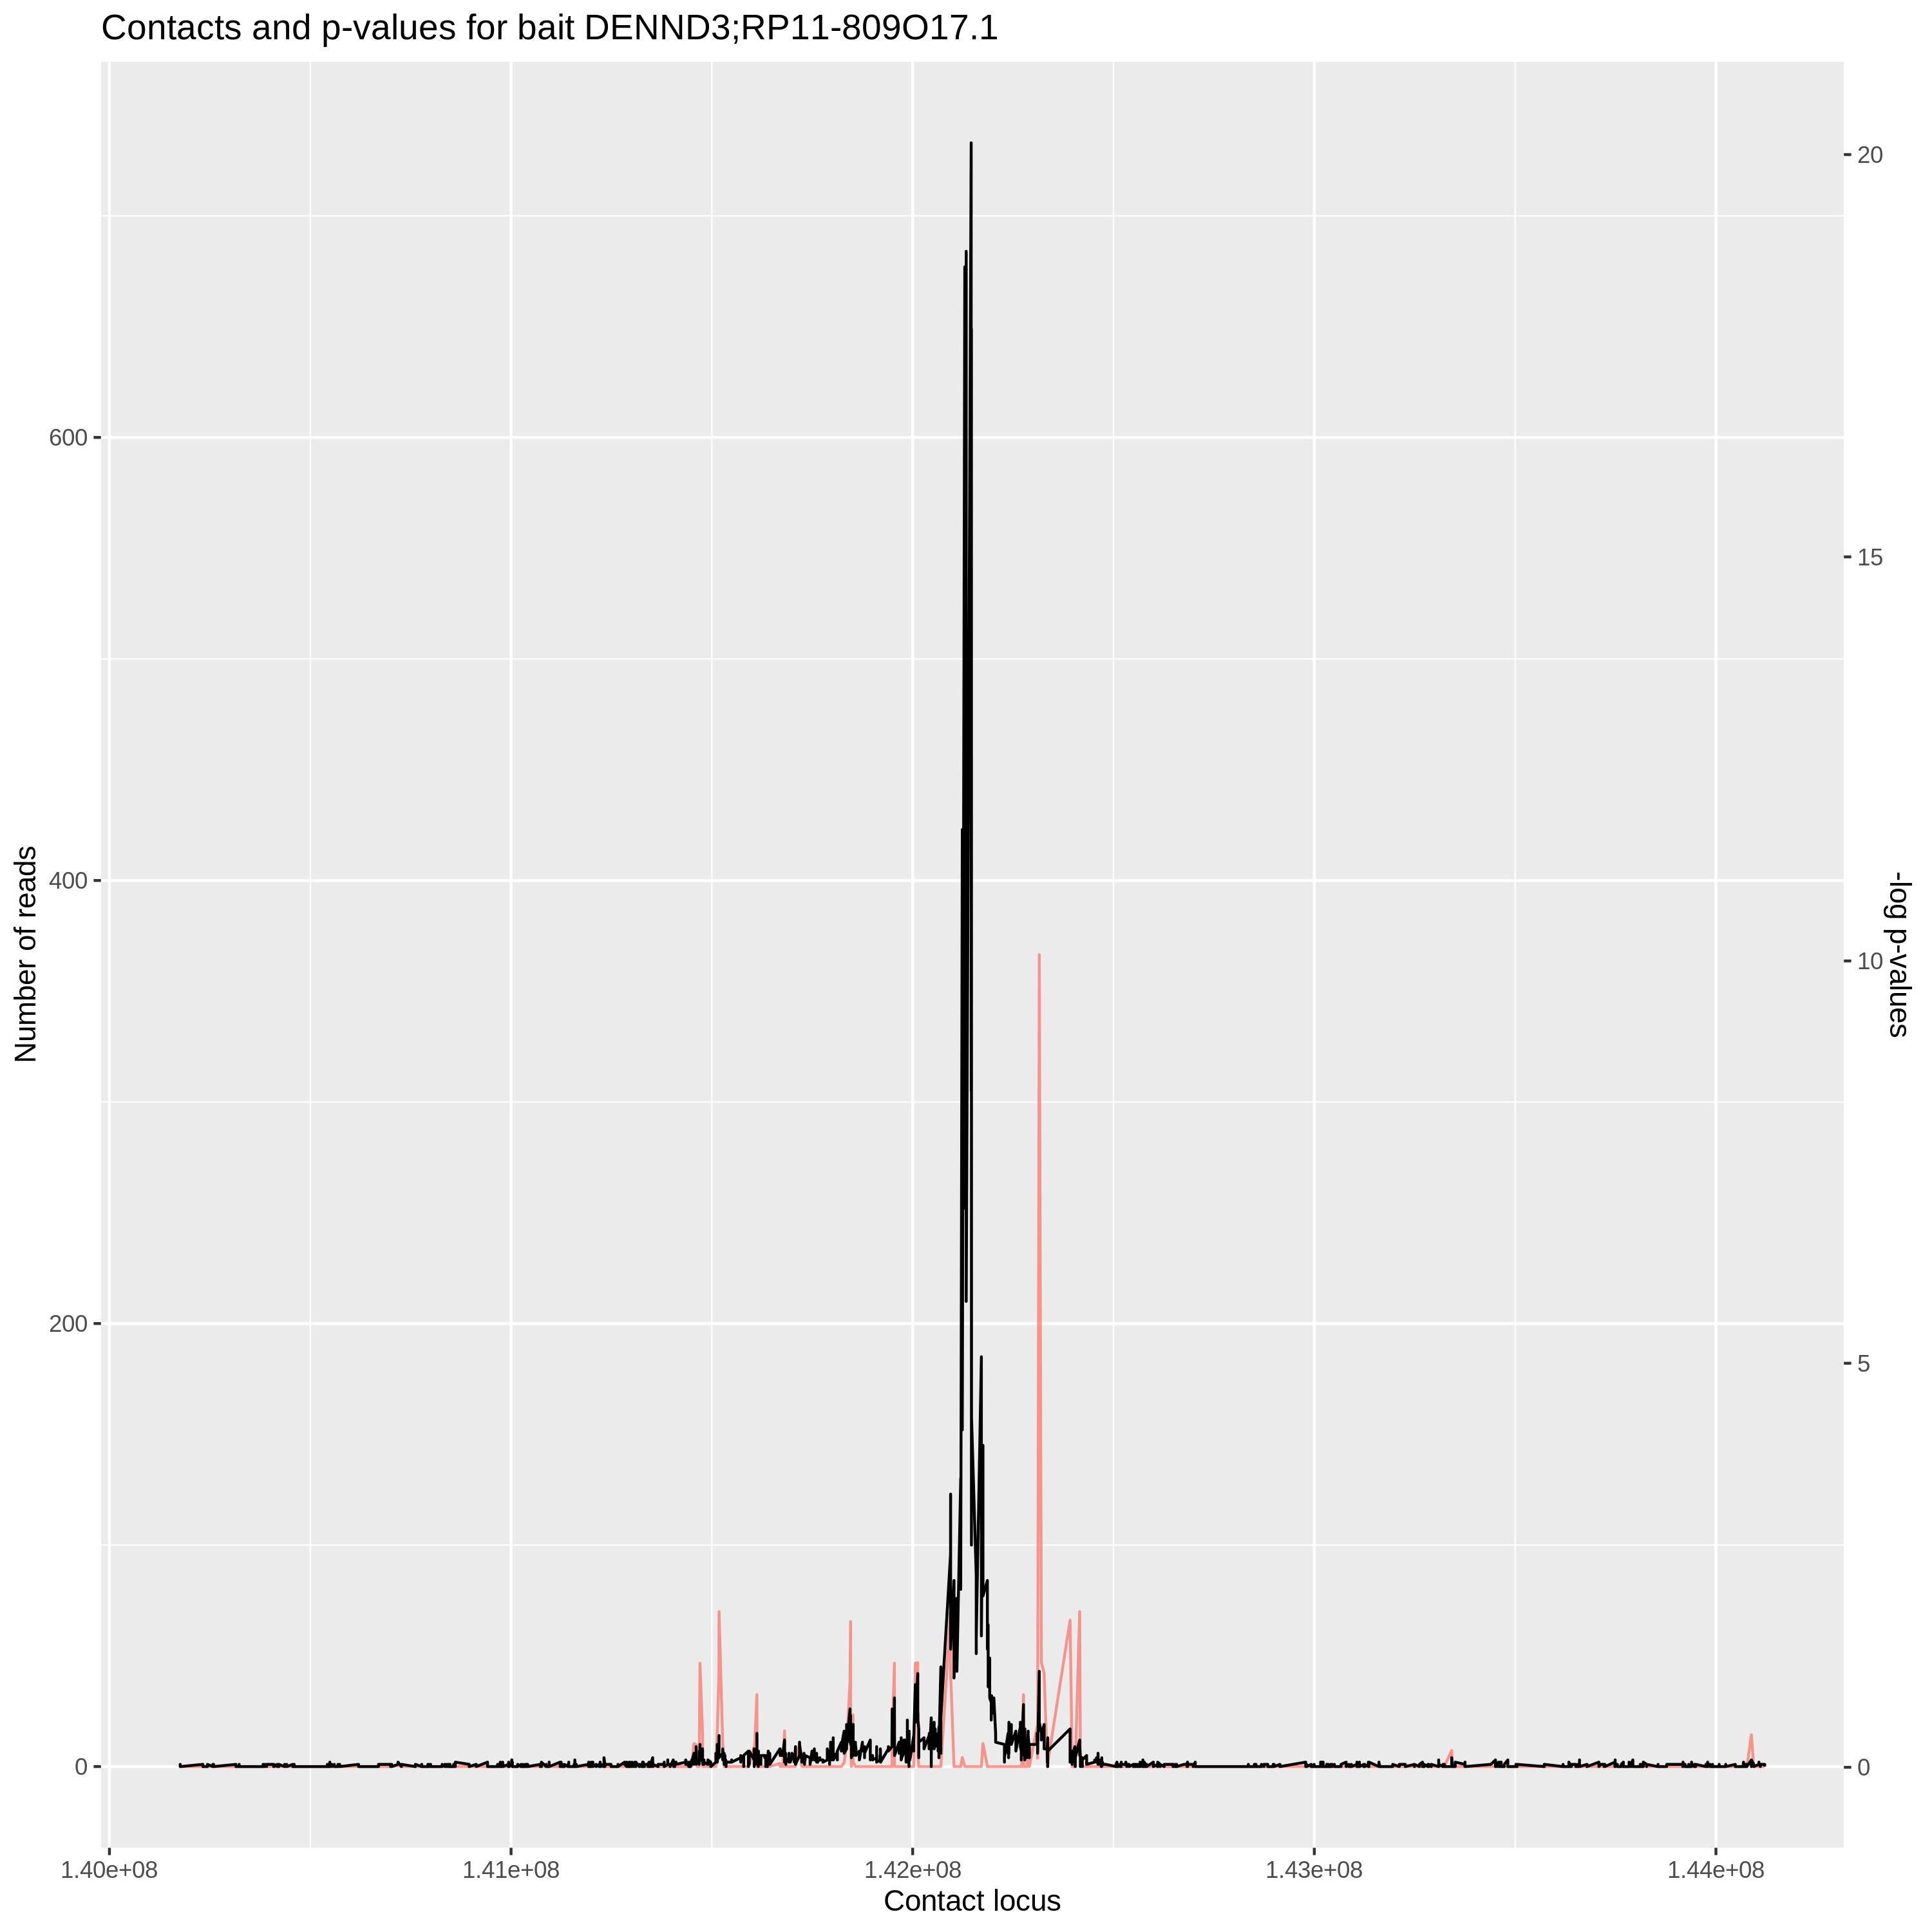 Contacts and p-values for bait DENND3;RP11-809O17.1
20
600
15
400
10
Number of reads
-log p-values
200
5
0
0
1.40e+08
1.41e+08
1.42e+08
1.43e+08
1.44e+08
Contact locus